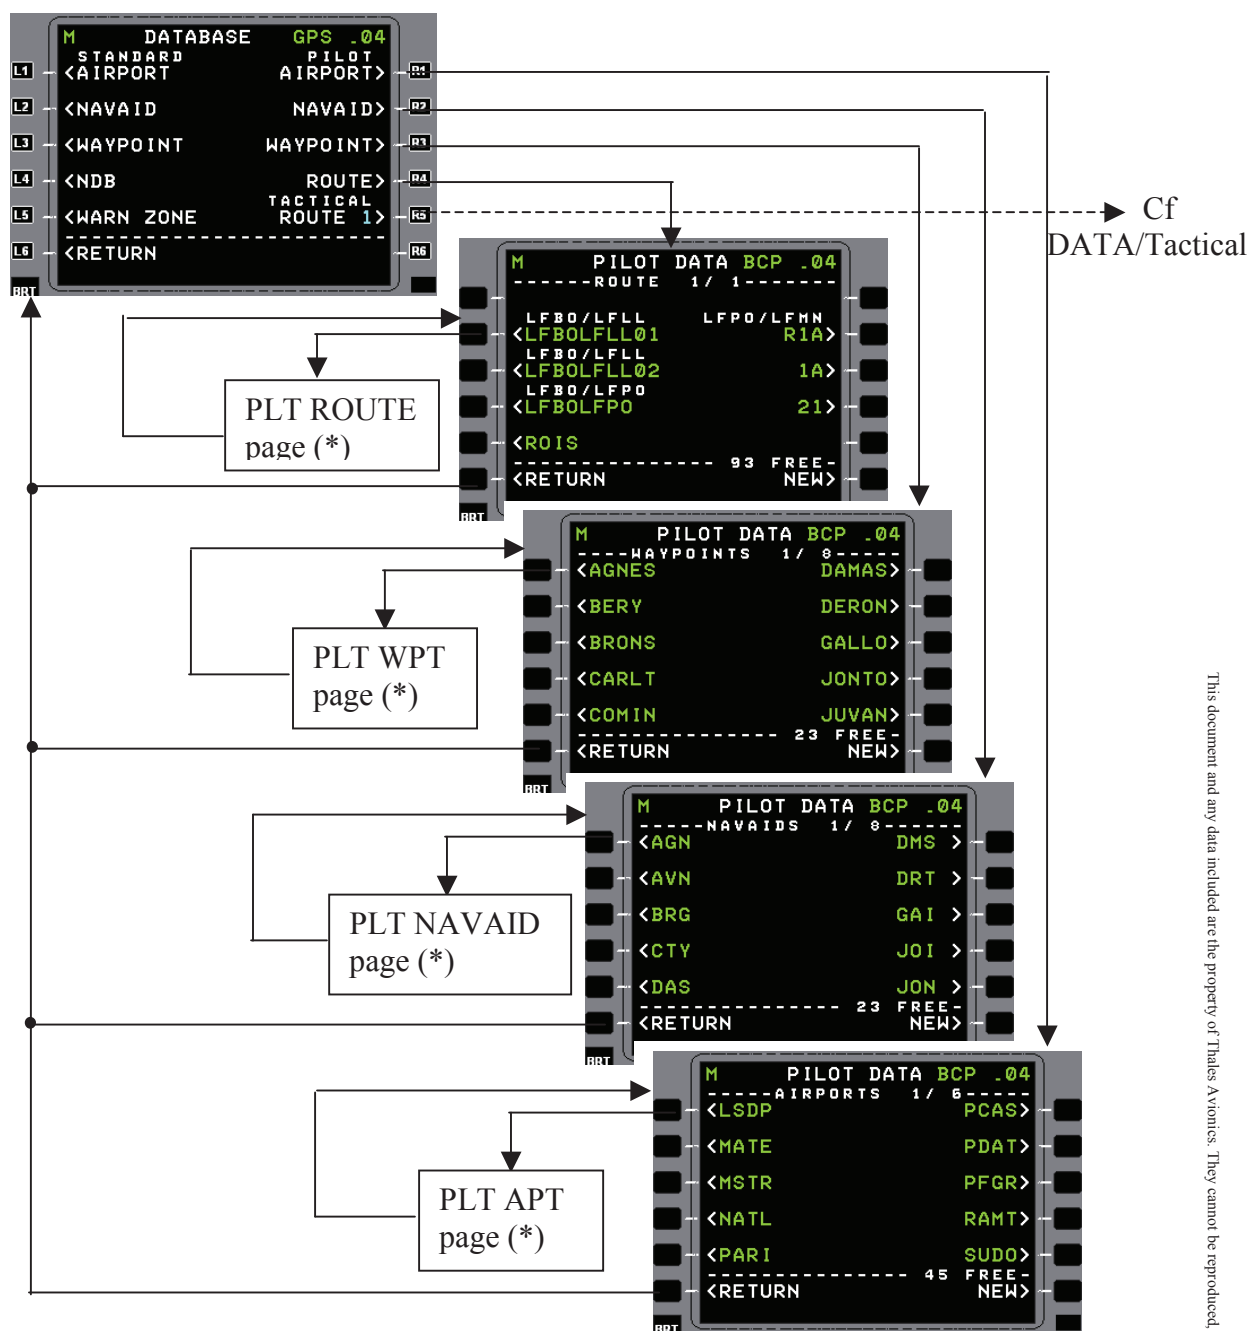 M DATABASE GPS .04
STANDARD PILOT
L1 <AIRPORT AIRPORT> R1
L2 <NAVAID NAVAID> R2
L3 <WAYPOINT WAYPOINT> R3
L4 <NDB ROUTE> R4
TACTICAL
L5 <WARN ZONE ROUTE 1> R5
L6 <RETURN R6
BRT
Cf
DATA/Tactical
M PILOT DATA BCP .04
------ROUTE 1/ 1-------
LFBO/LFLL LFPO/LFMN
<LFBOLFLL01 R1A>
LFBO/LFLL
<LFBOLFLL02 1A>
LFBO/LFPO
<LFBOLFPO 21>
<ROIS
--------------- 93 FREE-
<RETURN NEW>
BRT
PLT ROUTE
page (*)
M PILOT DATA BCP .04
----WAYPOINTS 1/ 8-----
<AGNES DAMAS>
<BERY DERON>
<BRONS GALLO>
<CARLT JONTO>
<COMIN JUVAN>
--------------- 23 FREE-
<RETURN NEW>
BRT
PLT WPT
page (*)
M PILOT DATA BCP .04
-----NAVAIDS 1/ 8------
<AGN DMS >
<AVN DRT >
<BRG GAI >
<CTY JOI >
<DAS JON >
--------------- 23 FREE-
<RETURN NEW>
BRT
PLT NAVAID
page (*)
M PILOT DATA BCP .04
-----AIRPORTS 1/ 6-----
<LSDP PCAS>
<MATE PDAT>
<MSTR PFGR>
<NATL RAMT>
<PARI SUDO>
--------------- 45 FREE-
<RETURN NEW>
BRT
PLT APT
page (*)
This document and any data included are the property of Thales Avionics. They cannot be reproduced,